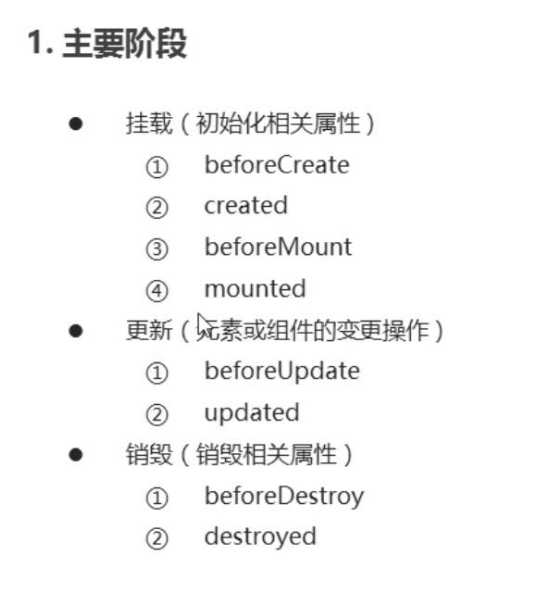 1. 主要阶段
● 挂载（初始化相关属性）
① beforeCreate
② created
③ beforeMount
④ mounted
● 更新（元素或组件的变更操作）
① beforeUpdate
② updated
● 销毁（销毁相关属性）
① beforeDestroy
② destroyed